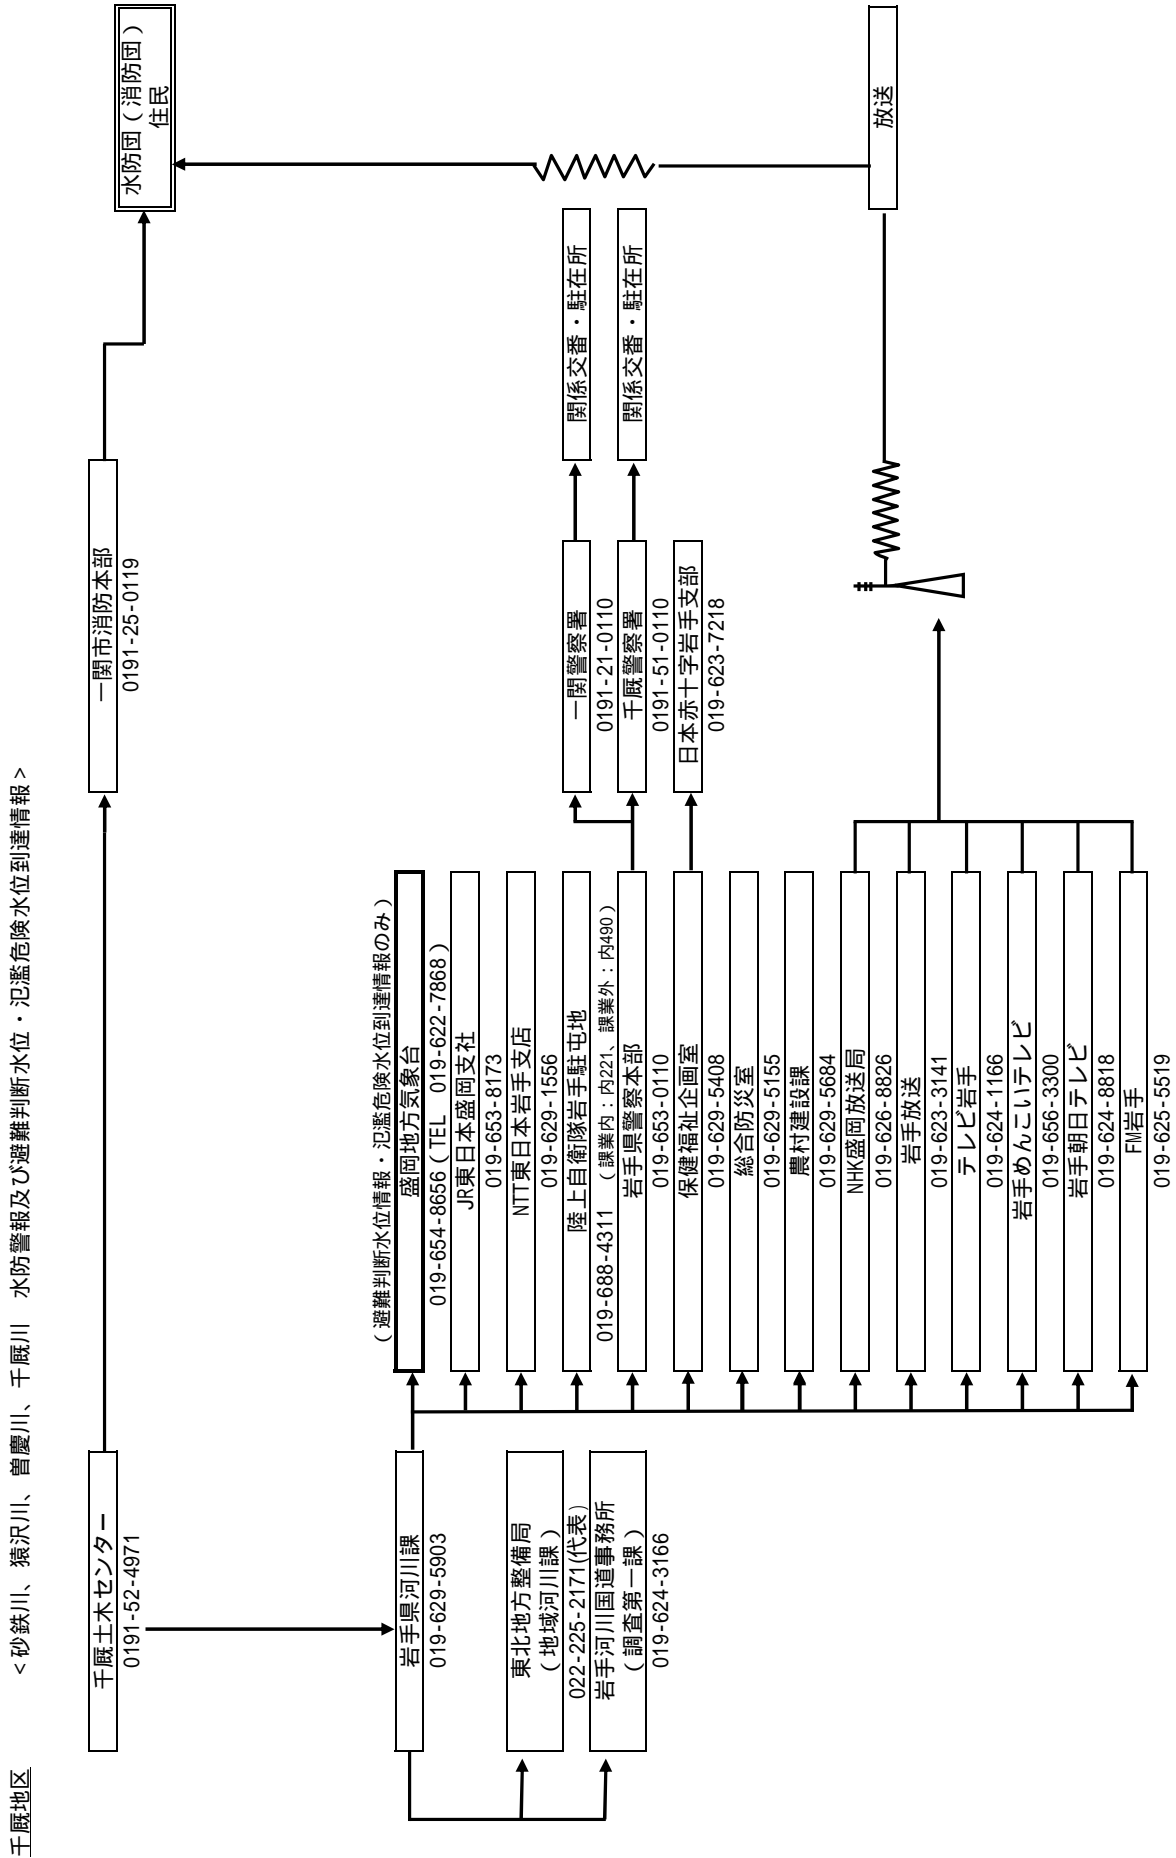 千厩地区
＜砂鉄川、猿沢川、曽慶川、千厩川　水防警報及び避難判断水位・氾濫危険水位到達情報＞
千厩土木センター
0191-52-4971
一関市消防本部
0191-25-0119
水防団（消防団）
住民
岩手県河川課
019-629-5903
東北地方整備局
（地域河川課）
022-225-2171(代表)
岩手河川国道事務所
（調査第一課）
019-624-3166
（避難判断水位情報・氾濫危険水位到達情報のみ）
盛岡地方気象台
019-654-8656（TEL　019-622-7868）
JR東日本盛岡支社
019-653-8173
NTT東日本岩手支店
019-629-1556
陸上自衛隊岩手駐屯地
019-688-4311　（課業内：内221、課業外：内490）
岩手県警察本部
019-653-0110
保健福祉企画室
019-629-5408
総合防災室
019-629-5155
農村建設課
019-629-5684
NHK盛岡放送局
019-626-8826
岩手放送
019-623-3141
テレビ岩手
019-624-1166
岩手めんこいテレビ
019-656-3300
岩手朝日テレビ
019-624-8818
FM岩手
019-625-5519
一関警察署
0191-21-0110
千厩警察署
0191-51-0110
日本赤十字岩手支部
019-623-7218
関係交番・駐在所
関係交番・駐在所
放送